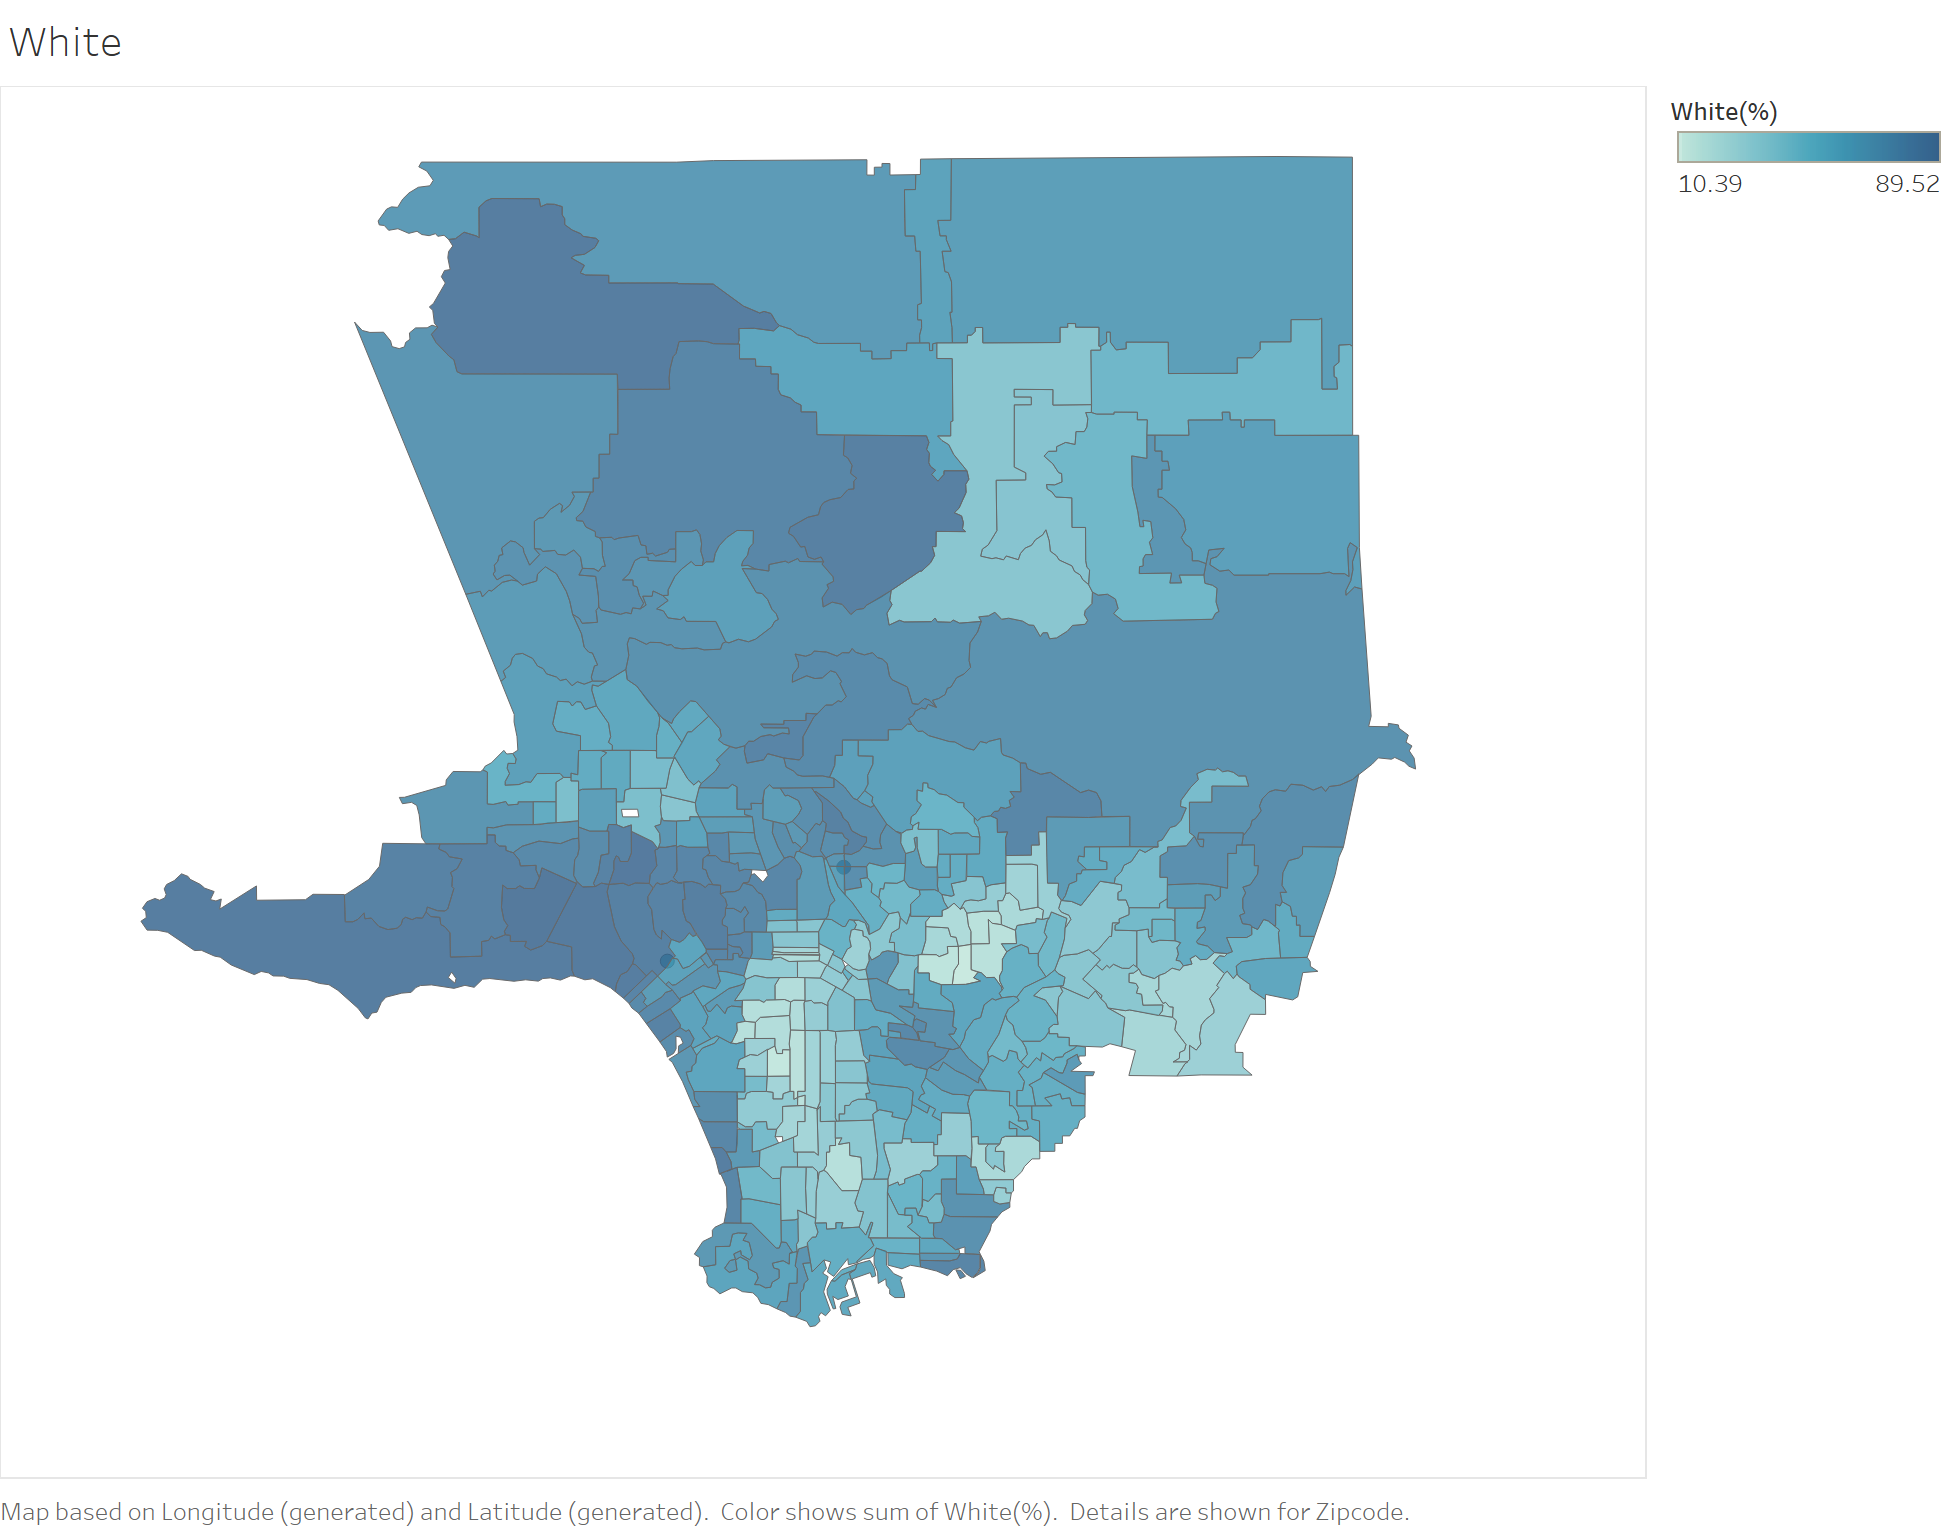 White
White(%)
10.39 89.52
Map based on Longitude (generated) and Latitude (generated). Color shows sum of White(%). Details are shown for Zipcode.